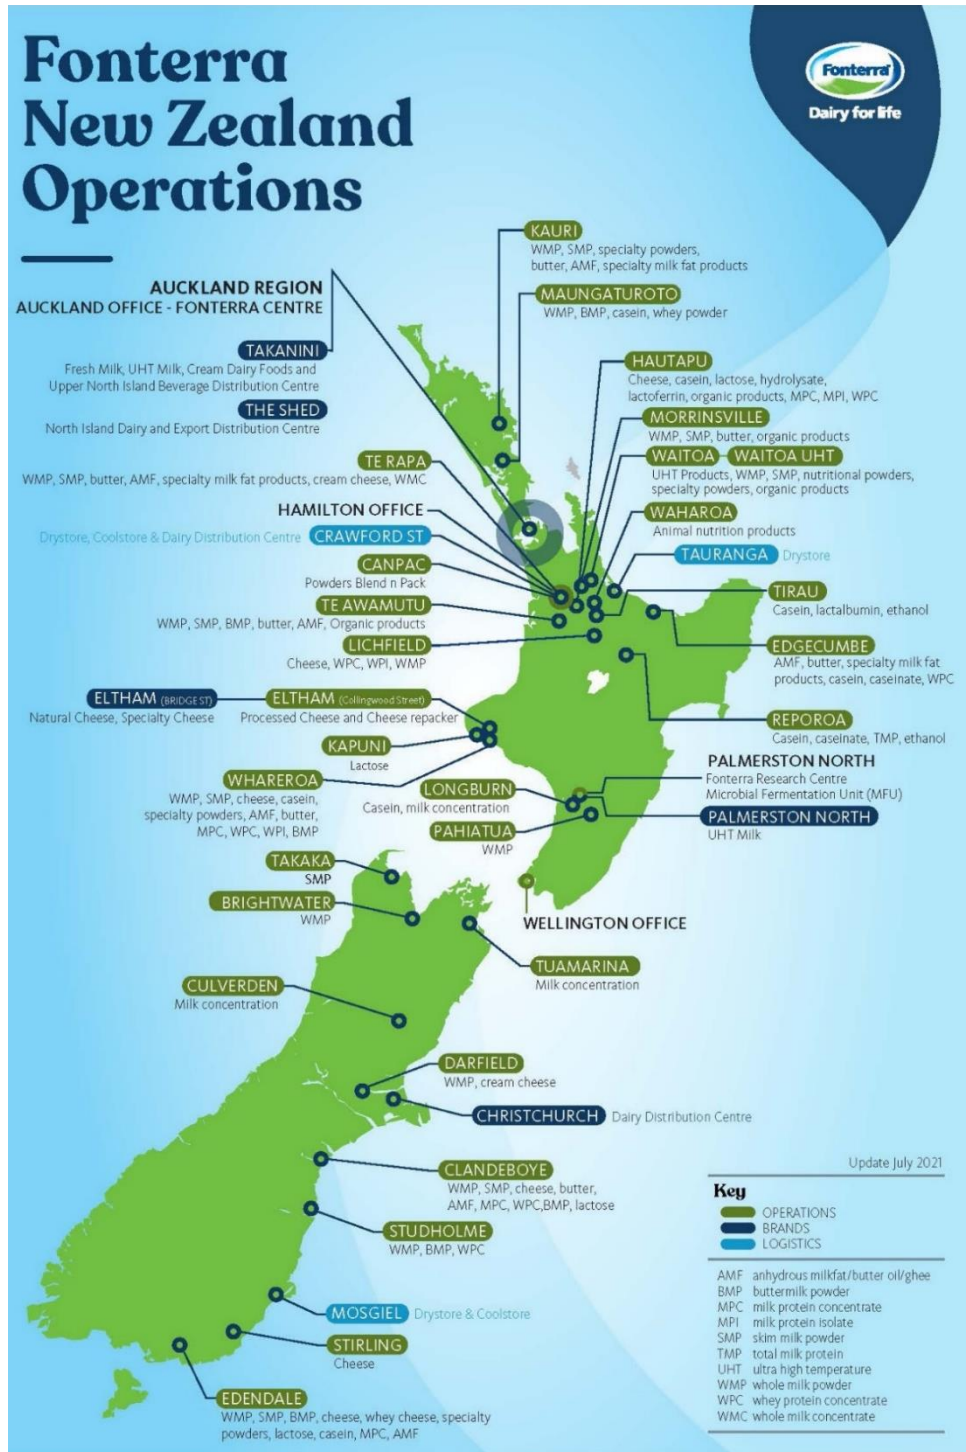 Fonterra
New Zealand
Operations
Fonterra
Dairy for life
KAURI
WMP, SMP, specialty powders,
butter, AMF, specialty milk fat products
AUCKLAND REGION
AUCKLAND OFFICE - FONTERRA CENTRE
MAUNGATUROTO
WMP, BMP, casein, whey powder
TAKANINI
Fresh Milk, UHT Milk, Cream Dairy Foods and
Upper North Island Beverage Distribution Centre
HAUTAPU
Cheese, casein, lactose, hydrolysate,
lactoferrin, organic products, MPC, MPI, WPC
THE SHED
North Island Dairy and Export Distribution Centre
MORRINSVILLE
WMP, SMP, butter, organic products
TE RAPA
WMP, SMP, butter, AMF, specialty milk fat products, cream cheese, WMC
WAITOA WAITOA UHT
UHT Products, WMP, SMP, nutritional powders,
specialty powders, organic products
HAMILTON OFFICE
WAHAROA
Animal nutrition products
Drystore, Coolstore & Dairy Distribution Centre CRAWFORD ST
TAURANGA Drystore
CANPAC
Powders Blend n Pack
TIRAU
Casein, lactalbumin, ethanol
TE AWAMUTU
WMP, SMP, BMP, butter, AMF, Organic products
LICHFIELD
Cheese, WPC, WPI, WMP
EDGECUMBE
AMF, butter, specialty milk fat
products, casein, caseinate, WPC
ELTHAM (BRIDGE ST)
Natural Cheese, Specialty Cheese
ELTHAM (Collingwood Street)
Processed Cheese and Cheese repacker
REPOROA
Casein, caseinate, TMP, ethanol
KAPUNI
Lactose
PALMERSTON NORTH
Fonterra Research Centre
Microbial Fermentation Unit (MFU)
WHAREROA
WMP, SMP, cheese, casein,
specialty powders, AMF, butter,
MPC, WPC, WPI, BMP
LONGBURN
Casein, milk concentration
PALMERSTON NORTH
UHT Milk
PAHIATUA
WMP
TAKAKA
SMP
BRIGHTWATER
WMP
WELLINGTON OFFICE
TUAMARINA
Milk concentration
CULVERDEN
Milk concentration
DARFIELD
WMP, cream cheese
CHRISTCHURCH Dairy Distribution Centre
CLANDEBOYE
WMP, SMP, cheese, butter,
AMF, MPC, WPC,BMP, lactose
STUDHOLME
WMP, BMP, WPC
MOSGIEL Drystore & Coolstore
STIRLING
Cheese
EDENDALE
WMP, SMP, BMP, cheese, whey cheese, specialty
powders, lactose, casein, MPC, AMF
Update July 2021
Key
OPERATIONS
BRANDS
LOGISTICS
AMF anhydrous milkfat/butter oil/ghee
BMP buttermilk powder
MPC milk protein concentrate
MPI milk protein isolate
SMP skim milk powder
TMP total milk protein
UHT ultra high temperature
WMP whole milk powder
WPC whey protein concentrate
WMC whole milk concentrate